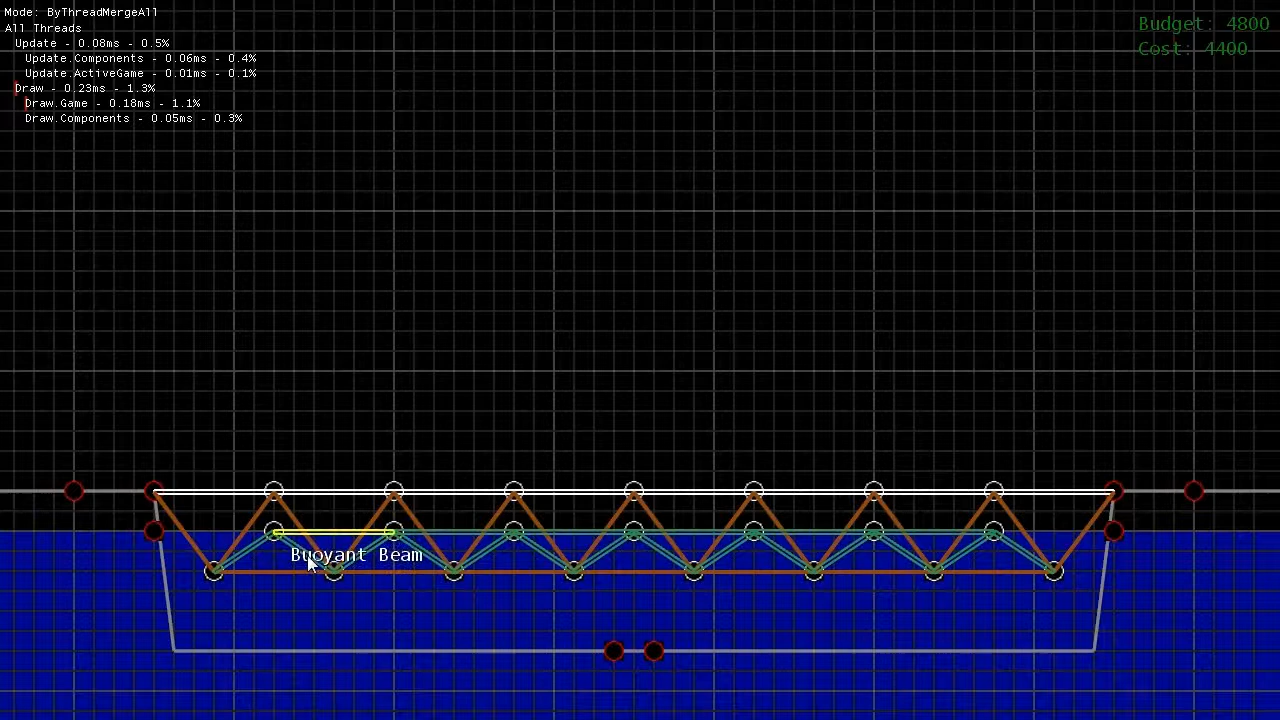 Mode: ByThreadMergeAll
All Threads
Update - 0.08ms - 0.5%
Update.Components - 0.06ms - 0.4%
Update.ActiveGame - 0.01ms - 0.1%
Draw - 0.23ms - 1.3%
Draw.Game - 0.18ms - 1.1%
Draw.Components - 0.05ms - 0.3%
Budget: 4800
Cost: 4400
Buoyant Beam